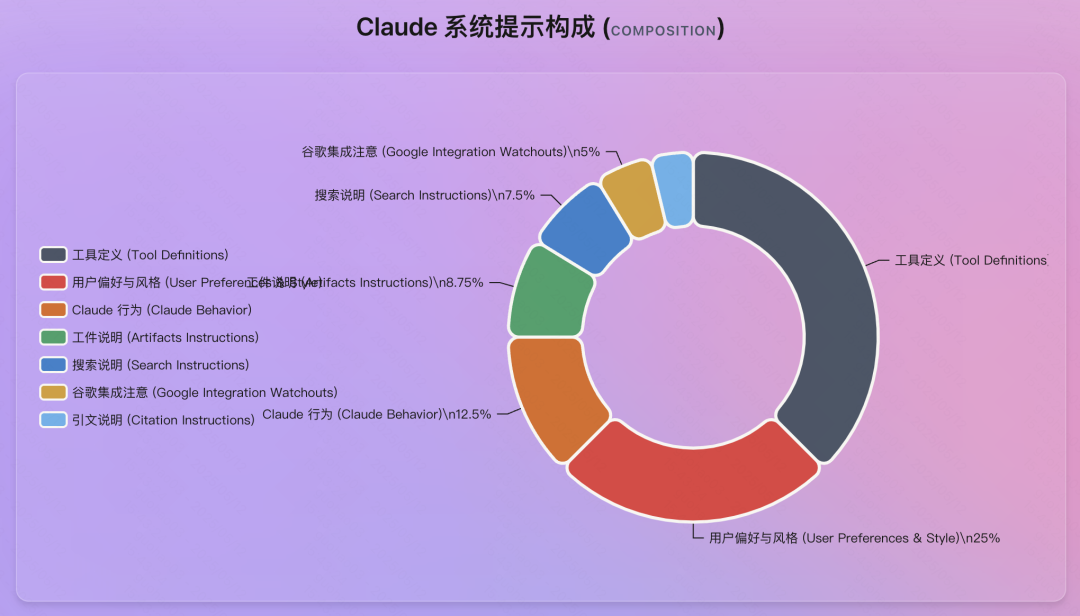 Claude 系统提示构成 (COMPOSITION)
谷歌集成注意 (Google Integration Watchouts)\n5%
搜索说明 (Search Instructions)\n7.5%
工具定义 (Tool Definitions)
工具定义 (Tool Definitions
用户偏好与风格 (User Preferences & Style)
工件说明 (Artifacts Instructions)\n8.75%
Claude 行为 (Claude Behavior)
工件说明 (Artifacts Instructions)
搜索说明 (Search Instructions)
谷歌集成注意 (Google Integration Watchouts)
引文说明 (Citation Instructions)
Claude 行为 (Claude Behavior)\n12.5%
用户偏好与风格 (User Preferences & Style)\n25%